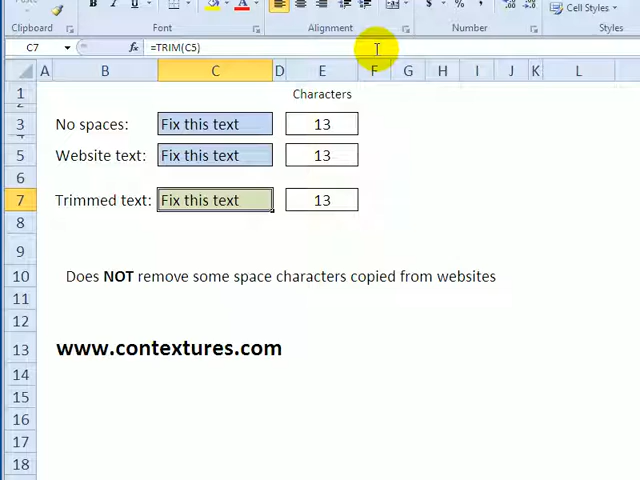 B I U A
$ % ,
Cell Styles
Clipboard Font Alignment Number Styles
C7 fx =TRIM(C5)
A B C D E F G H I J K L
1 Characters
2
3 No spaces: Fix this text 13
4
5 Website text: Fix this text 13
6
7 Trimmed text: Fix this text 13
8
9
10 Does NOT remove some space characters copied from websites
11
12
13 www.contextures.com
14
15
16
17
18